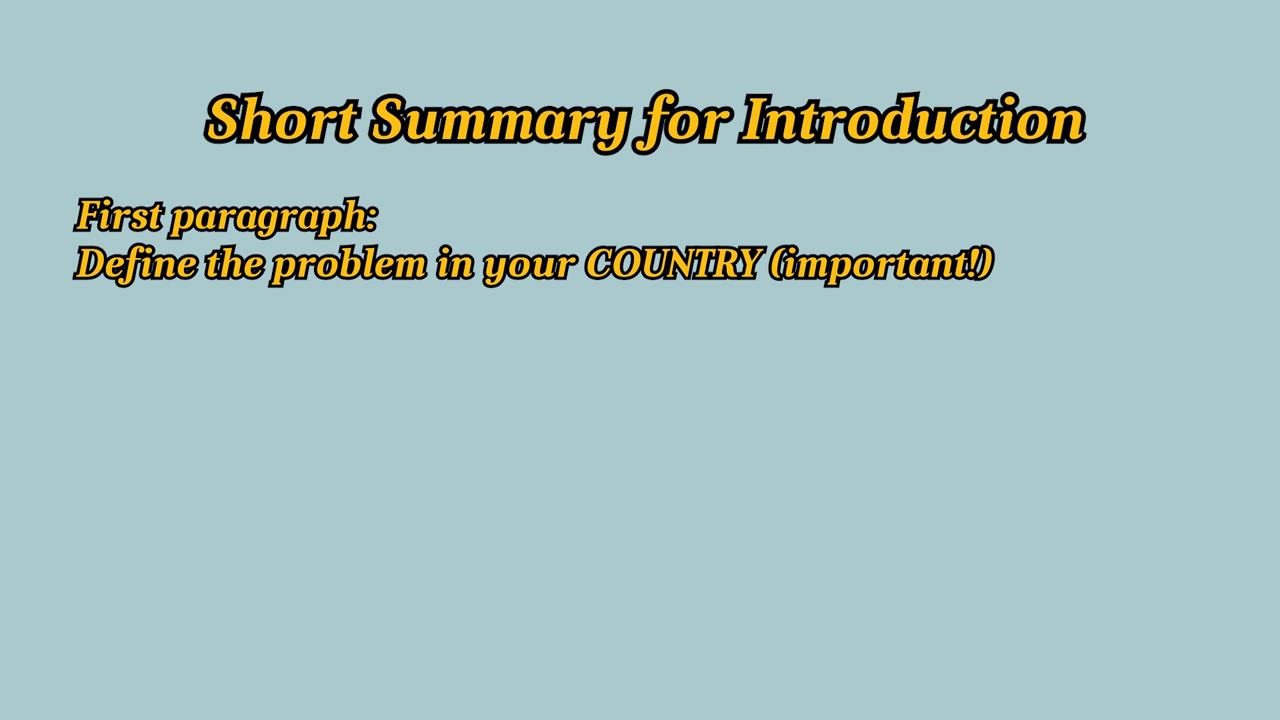 Short Summary for Introduction
First paragraph:
Define the problem in your COUNTRY (important!)